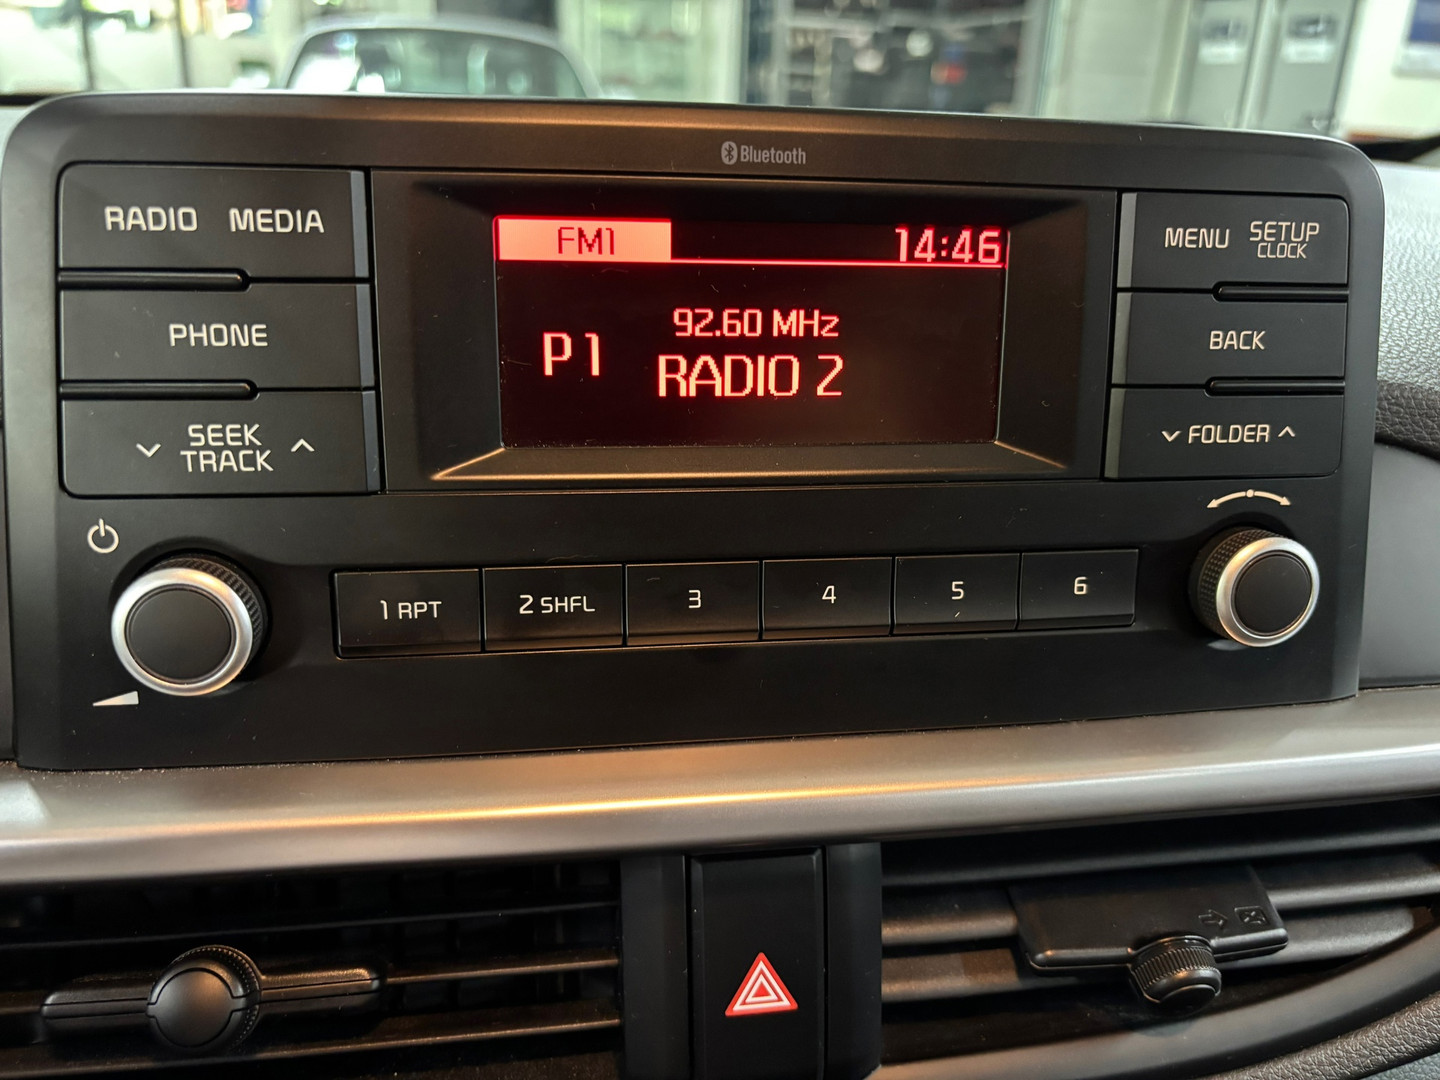 Bluetooth
RADIO MEDIA
PHONE
SEEK
TRACK
FM1 14:46
P1
92.60 MHz
RADIO 2
MENU SETUP
CLOCK
BACK
FOLDER
1 RPT 2 SHFL 3 4 5 6